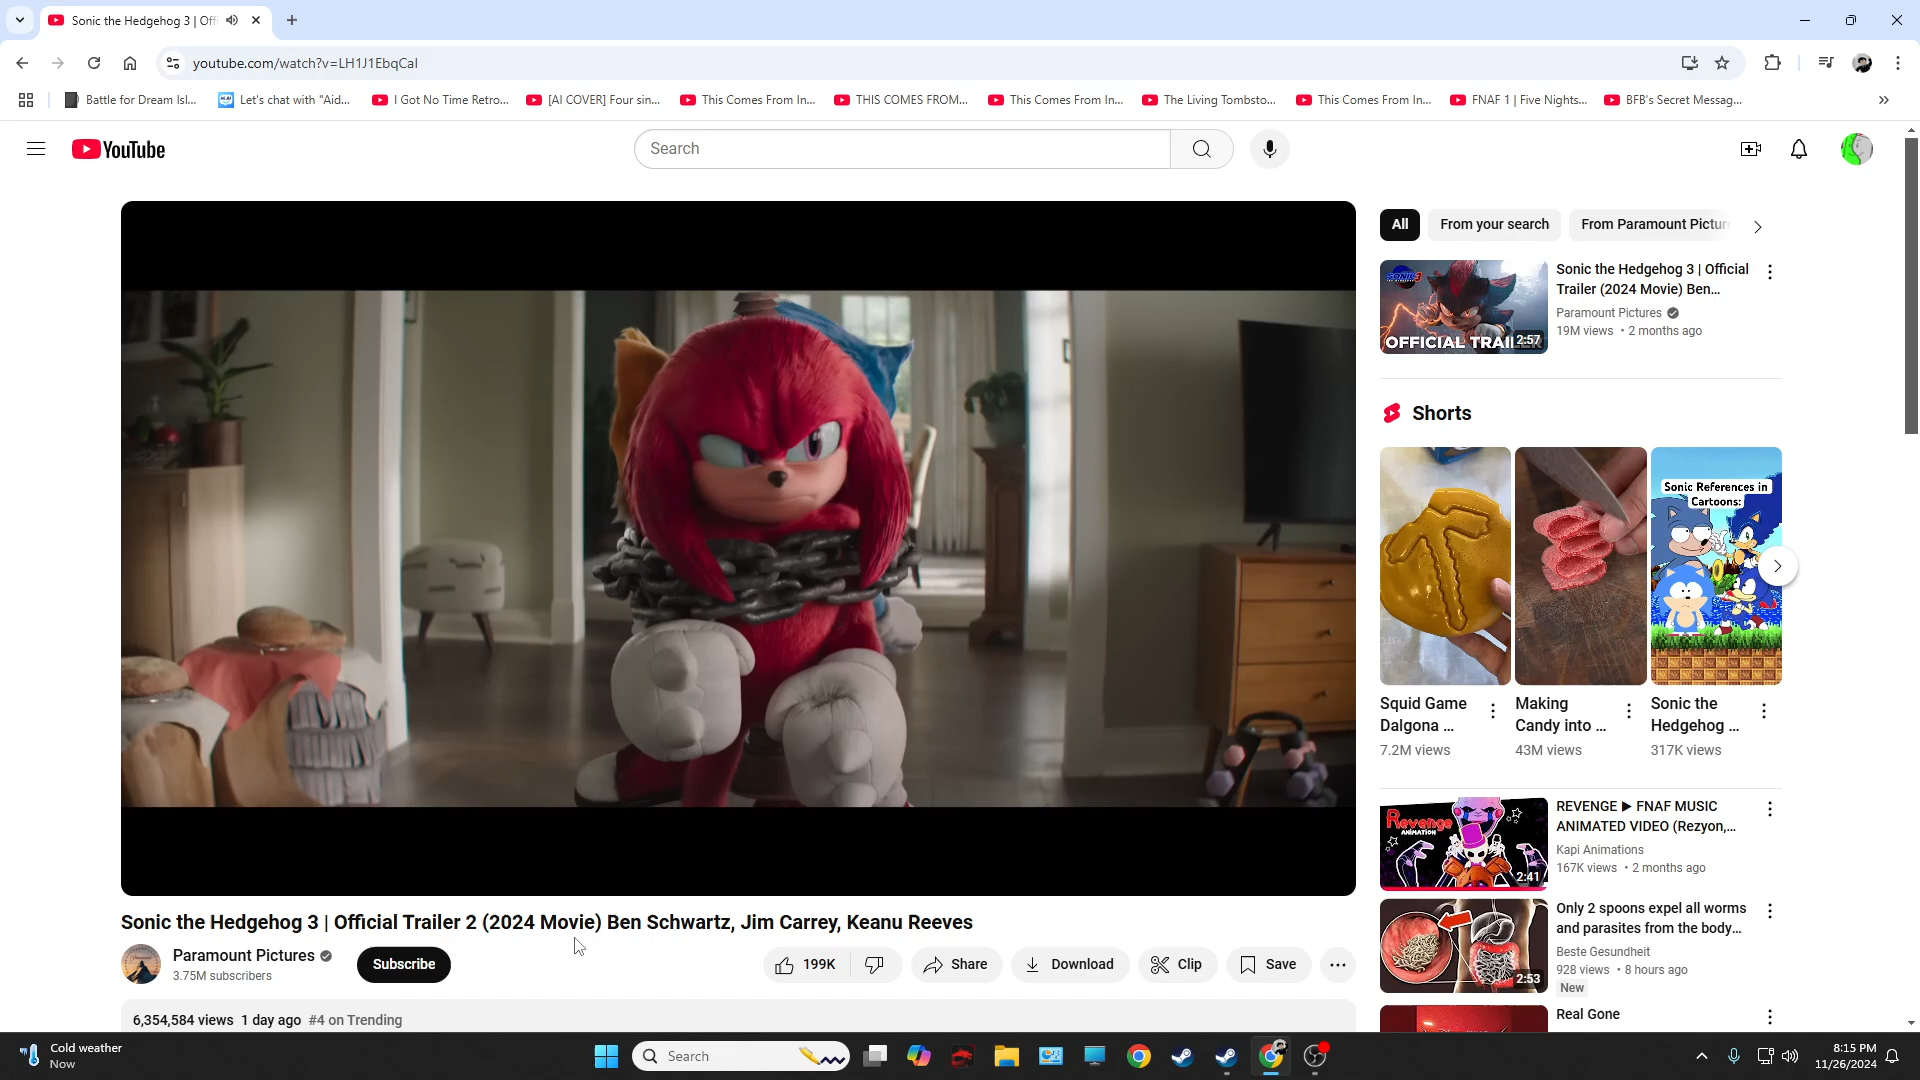 Sonic the Hedgehog 3 | Off
youtube.com/watch?v=LH1J1EbqCaI
Battle for Dream Isl...
Let's chat with "Aid...
I Got No Time Retro...
[AI COVER] Four sin...
This Comes From In...
THIS COMES FROM...
This Comes From In...
The Living Tombsto...
This Comes From In...
FNAF 1 | Five Nights...
BFB's Secret Messag...
YouTube
Search
All
From your search
From Paramount Pictur
SONIC 3
OFFICIAL TRAILER
2:57
Sonic the Hedgehog 3 | Official
Trailer (2024 Movie) Ben...
Paramount Pictures
19M views • 2 months ago
Shorts
Sonic References in
Cartoons:
Squid Game
Dalgona ...
7.2M views
Making
Candy into ...
43M views
Sonic the
Hedgehog ...
317K views
Revenge
ANIMATION
2:41
REVENGE ▶ FNAF MUSIC
ANIMATED VIDEO (Rezyon,...
Kapi Animations
167K views • 2 months ago
2:53
Only 2 spoons expel all worms
and parasites from the body...
Beste Gesundheit
928 views • 8 hours ago
New
Real Gone
Sonic the Hedgehog 3 | Official Trailer 2 (2024 Movie) Ben Schwartz, Jim Carrey, Keanu Reeves
Paramount Pictures
3.75M subscribers
Subscribe
199K
Share
Download
Clip
Save
6,354,584 views 1 day ago #4 on Trending
Cold weather
Now
Search
8:15 PM
11/26/2024